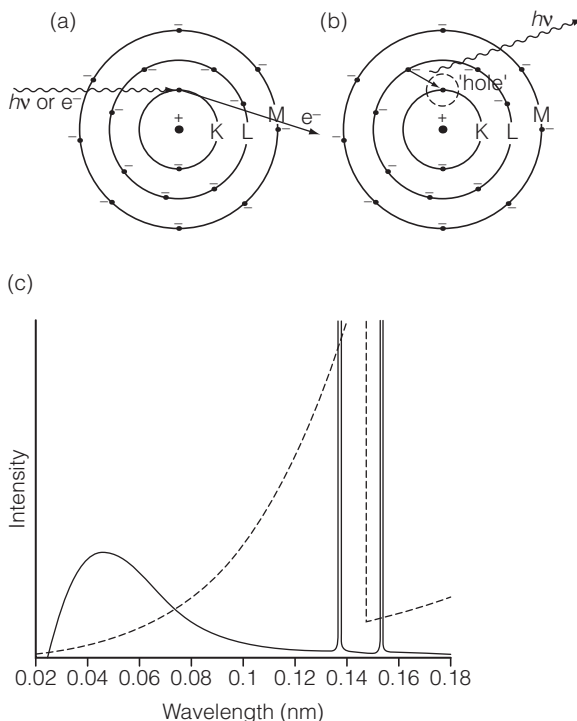 (a)
hν or e⁻
+
K
L
M
e⁻
(b)
hν
'hole'
+
K
L
M
(c)
Intensity
0.02 0.04 0.06 0.08 0.1 0.12 0.14 0.16 0.18
Wavelength (nm)